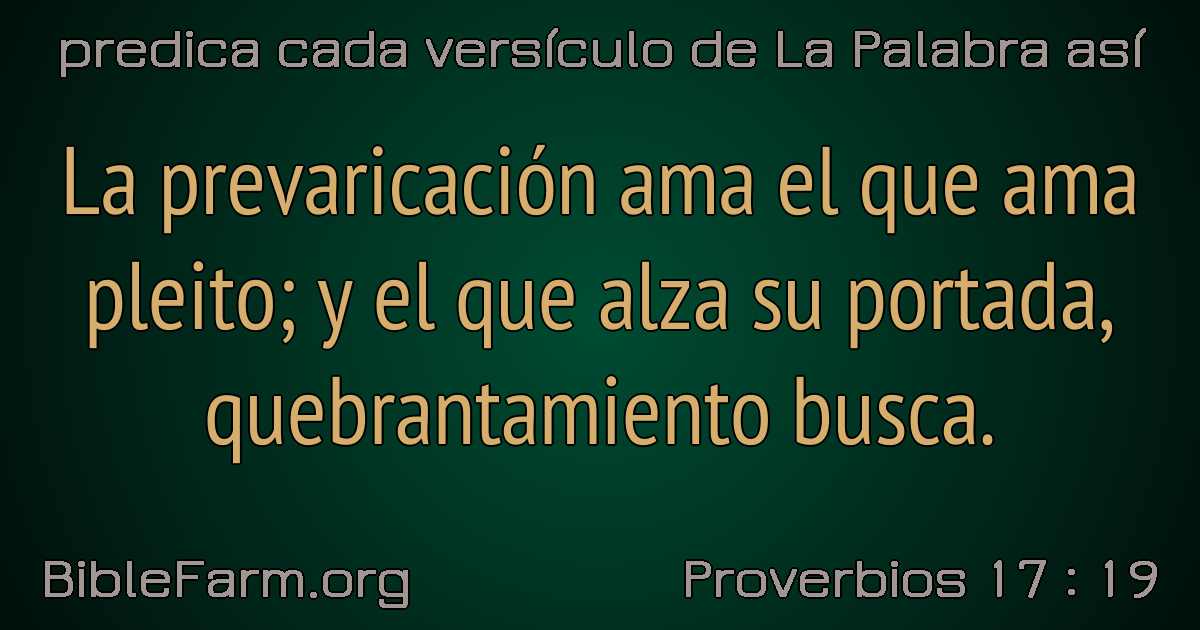 predica cada versículo de La Palabra así
La prevaricación ama el que ama
pleito; y el que alza su portada,
quebrantamiento busca.
BibleFarm.org
Proverbios 17 : 19